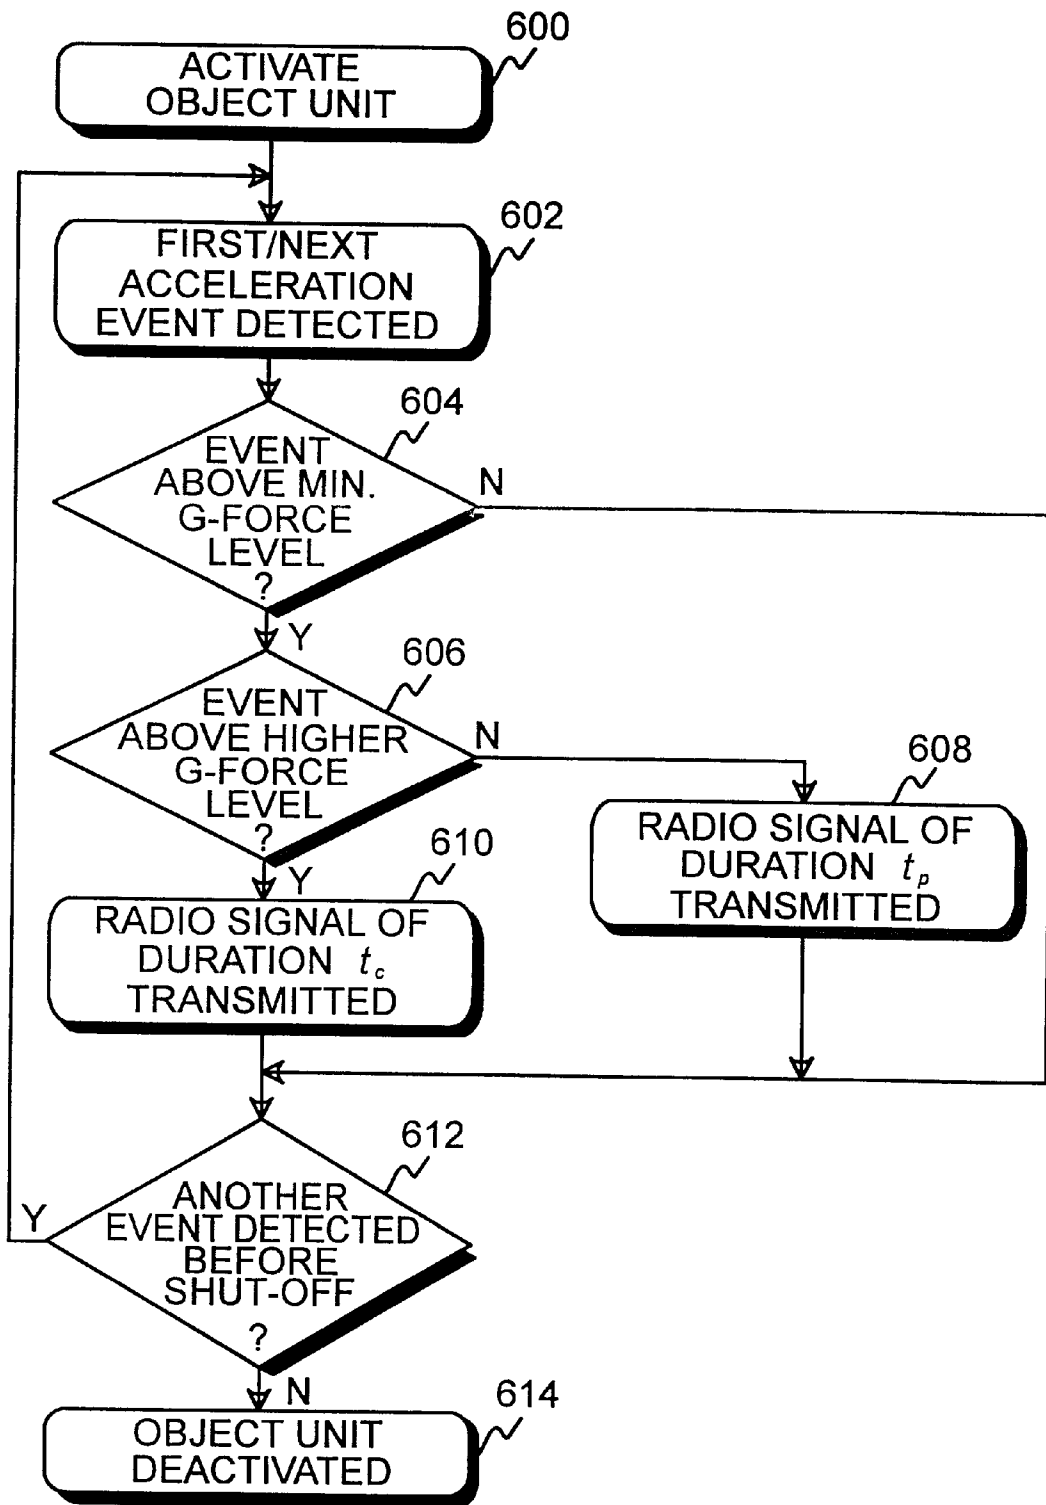 600
ACTIVATE
OBJECT UNIT
602
FIRST/NEXT
ACCELERATION
EVENT DETECTED
604
EVENT
ABOVE MIN.
G-FORCE
LEVEL
?
N
Y
606
EVENT
ABOVE HIGHER
G-FORCE
LEVEL
?
N
Y
608
RADIO SIGNAL OF
DURATION tp
TRANSMITTED
610
RADIO SIGNAL OF
DURATION tc
TRANSMITTED
612
ANOTHER
EVENT DETECTED
BEFORE
SHUT-OFF
?
Y
N
614
OBJECT UNIT
DEACTIVATED